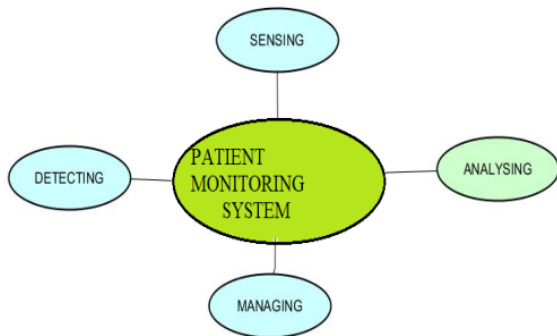 SENSING
PATIENT
MONITORING
SYSTEM
DETECTING
ANALYSING
MANAGING